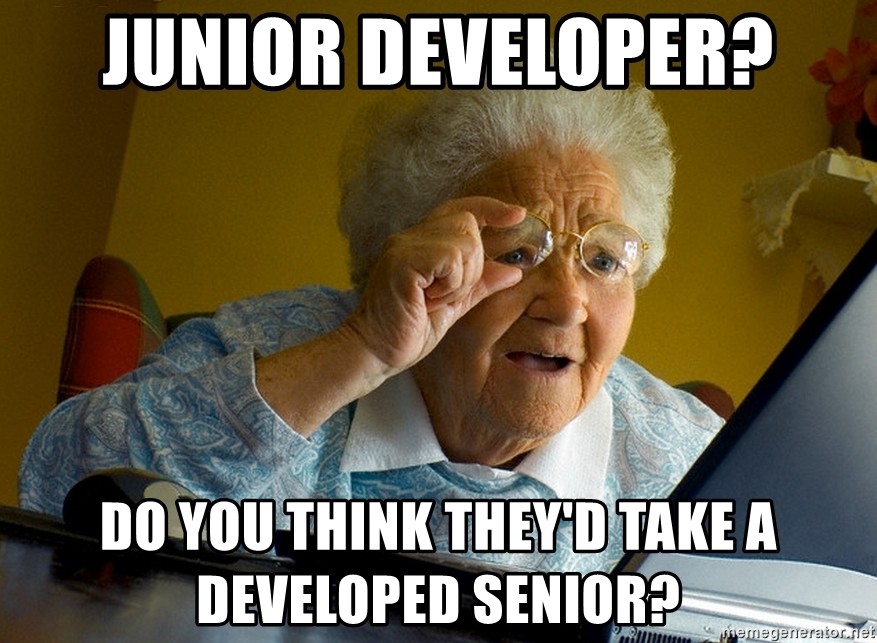 JUNIOR DEVELOPER?
DO YOU THINK THEY'D TAKE A
DEVELOPED SENIOR?
memegenerator.net